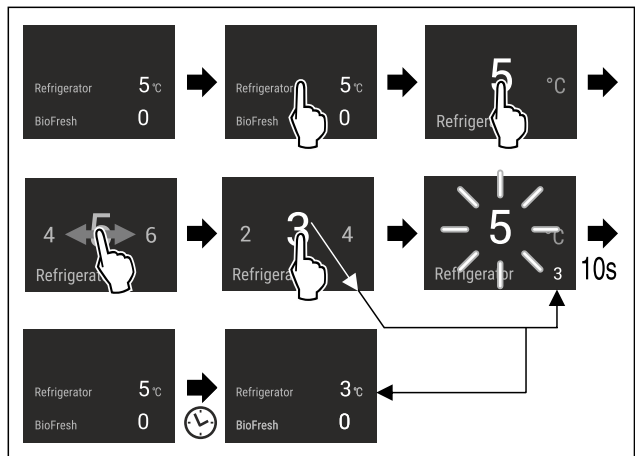 Refrigerator 5 °C
BioFresh 0
Refrigerator 5 °C
BioFresh 0
5 °C
Refriger
4 5 6
Refrigerat
2 3 4
Refrigera
5 °C
Refrigerator 3
10s
Refrigerator 5 °C
BioFresh 0
Refrigerator 3 °C
BioFresh 0